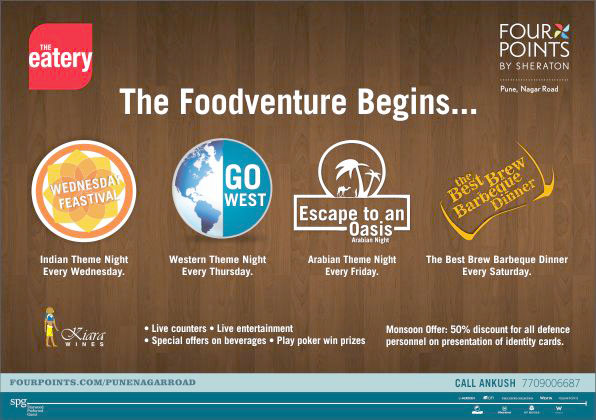 THE
eatery
FOUR
POINTS
BY SHERATON
Pune, Nagar Road
The Foodventure Begins...
WEDNESDAY
FEASTIVAL
GO
WEST
Escape to an
Oasis
Arabian Night
the
Best Brew
Barbeque
Dinner
Indian Theme Night
Every Wednesday.
Western Theme Night
Every Thursday.
Arabian Theme Night
Every Friday.
The Best Brew Barbeque Dinner
Every Saturday.
Kiara
WINES
• Live counters • Live entertainment
• Special offers on beverages • Play poker win prizes
Monsoon Offer: 50% discount for all defence
personnel on presentation of identity cards.
FOURPOINTS.COM/PUNENAGARROAD
CALL ANKUSH 7709006687
spg
Starwood
Preferred
Guest